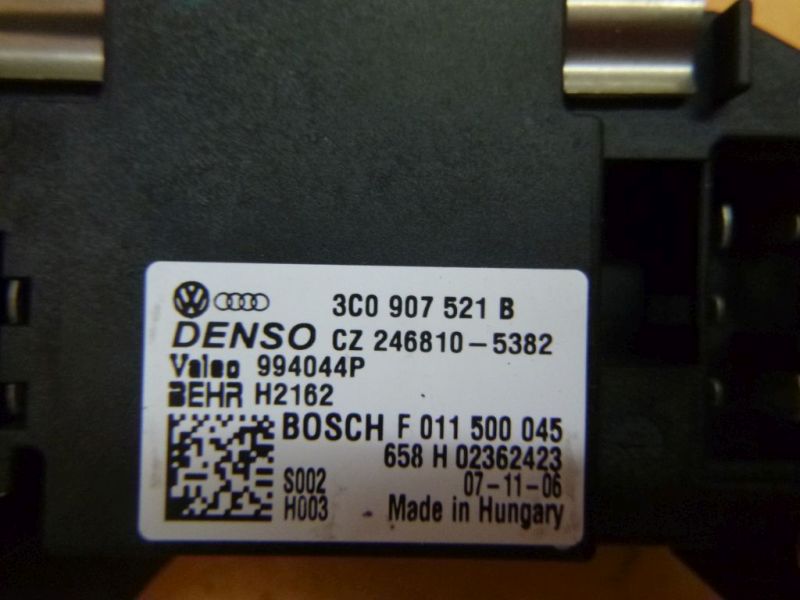 3C0 907 521 B
DENSO CZ 246810-5382
Valeo 994044P
BEHR H2162
BOSCH F 011 500 045
658 H 02362423
S002 07-11-06
H003 Made in Hungary